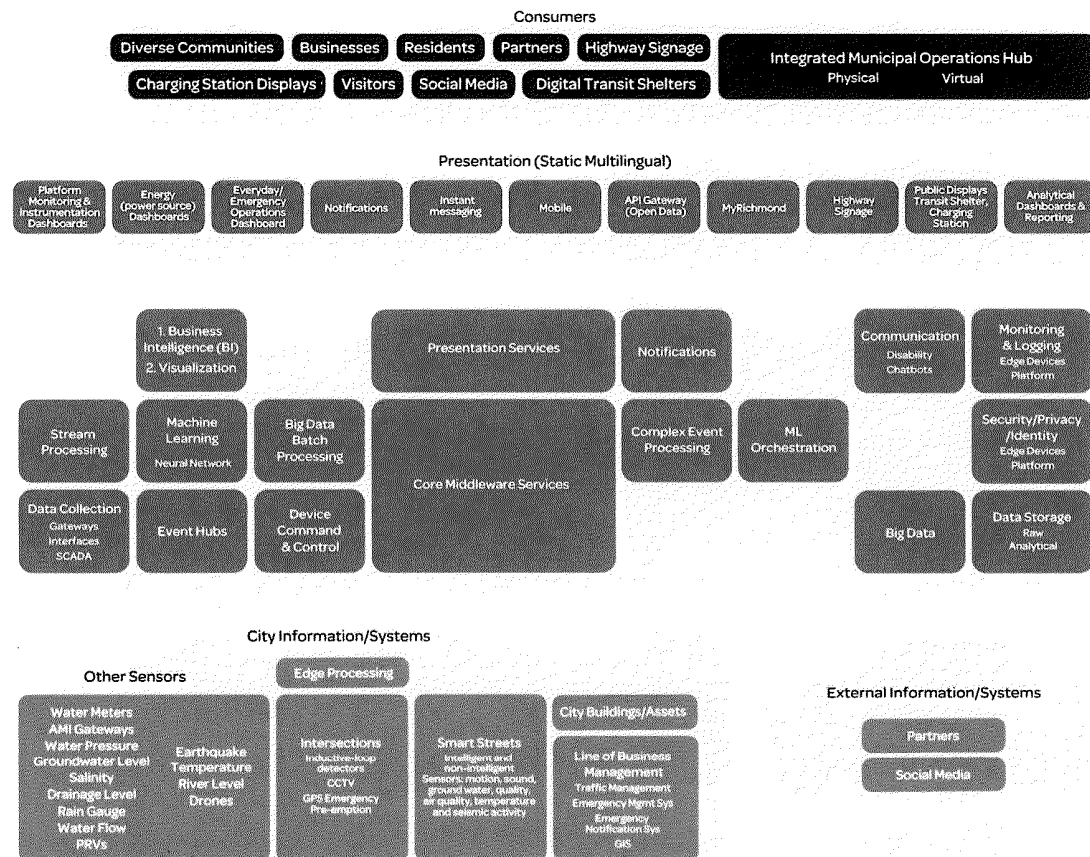 Consumers
Diverse Communities
Businesses
Residents
Partners
Highway Signage
Charging Station Displays
Visitors
Social Media
Digital Transit Shelters
Integrated Municipal Operations Hub
Physical
Virtual
Presentation (Static Multilingual)
Platform
Monitoring &
Instrumentation
Dashboards
Energy
(power source)
Dashboards
Everyday/
Emergency
Operations
Dashboard
Notifications
Instant
messaging
Mobile
API Gateway
(Open Data)
MyRichmond
Highway
Signage
Public Displays
Transit Shelter,
Charging
Station
Analytical
Dashboards &
Reporting
1. Business
Intelligence (BI)
2. Visualization
Presentation Services
Notifications
Communication
Disability
Chatbots
Monitoring
& Logging
Edge Devices
Platform
Stream
Processing
Machine
Learning
Neural Network
Big Data
Batch
Processing
Core Middleware Services
Complex Event
Processing
ML
Orchestration
Security/Privacy
/Identity
Edge Devices
Platform
Data Collection
Gateways
Interfaces
SCADA
Event Hubs
Device
Command
& Control
Big Data
Data Storage
Raw
Analytical
City Information/Systems
Other Sensors
Water Meters
AMI Gateways
Water Pressure
Groundwater Level
Salinity
Drainage Level
Rain Gauge
Water Flow
PRVs
Earthquake
Temperature
River Level
Drones
Edge Processing
Intersections
Inductive-loop
detectors
CCTV
GPS Emergency
Pre-emption
Smart Streets
Intelligent and
non-intelligent
Sensors: motion, sound,
ground water, quality,
air quality, temperature
and seismic activity
City Buildings/Assets
Line of Business
Management
Traffic Management
Emergency Mgmt Sys
Emergency
Notification Sys
GIS
External Information/Systems
Partners
Social Media